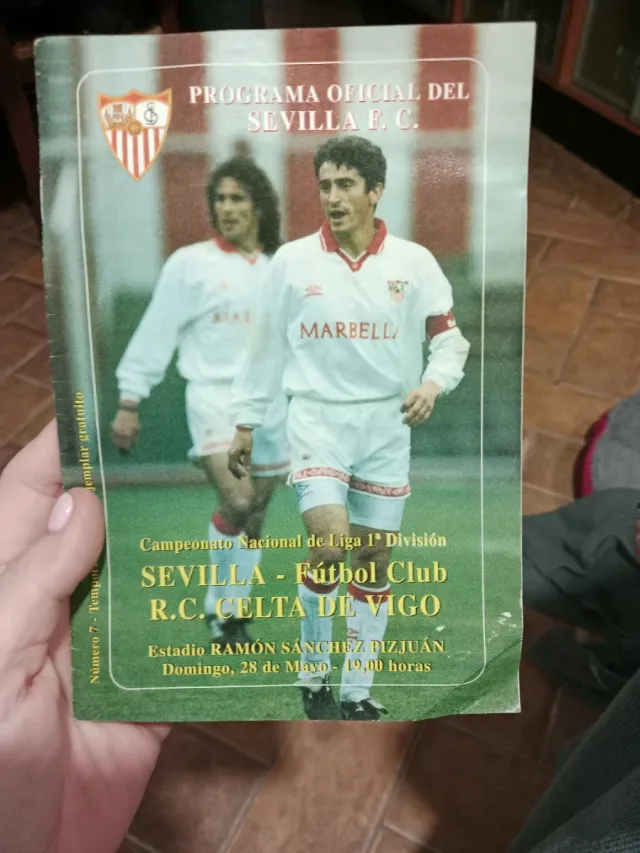 PROGRAMA OFICIAL DEL
SEVILLA F. C.
MARBELLA
Campeonato Nacional de Liga 1ª División
SEVILLA - Fútbol Club
R.C. CELTA DE VIGO
Estadio RAMÓN SÁNCHEZ PIZJUÁN
Domingo, 28 de Mayo - 19,00 horas
Número 7 - Tempor
jemplar gratuito